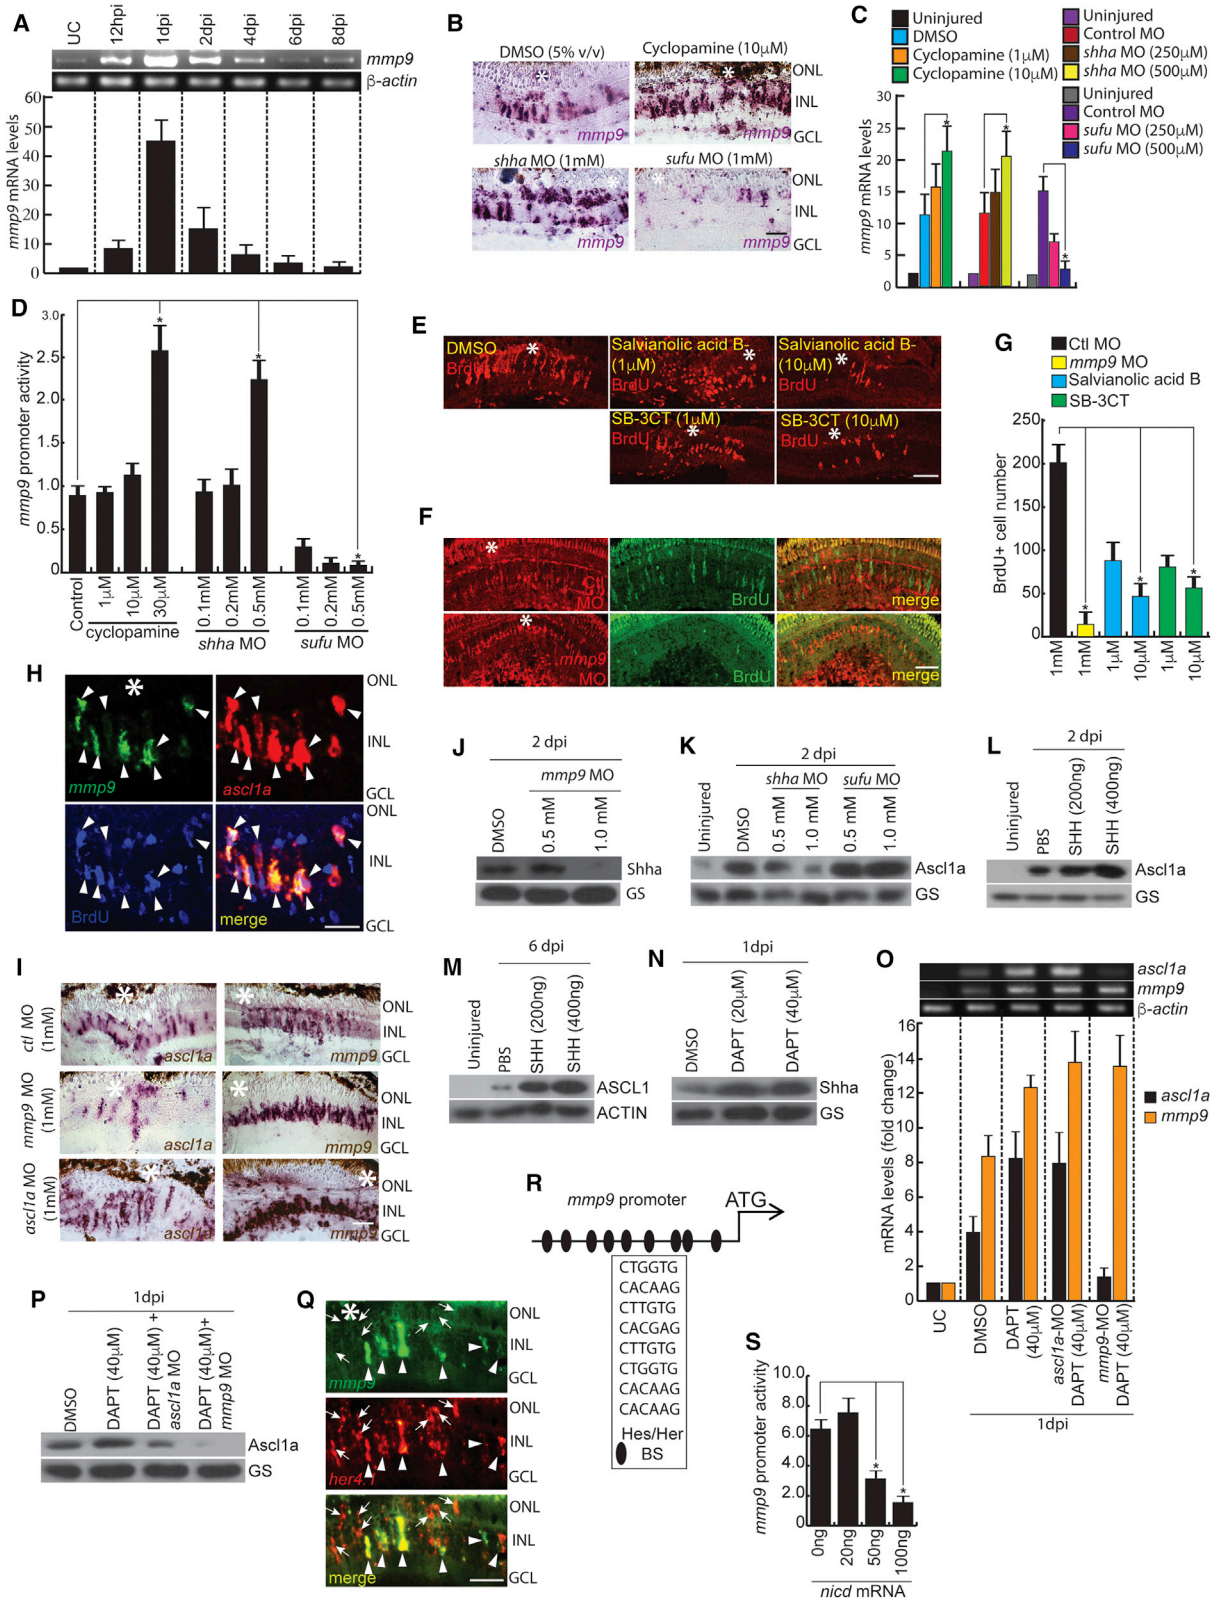 A
UC
12hpi
1dpi
2dpi
4dpi
6dpi
8dpi
mmp9
β-actin
mmp9 mRNA levels
60
50
40
30
20
10
0
B
DMSO (5% v/v)
Cyclopamine (10μM)
ONL
INL
GCL
mmp9
mmp9
shha MO (1mM)
sufu MO (1mM)
ONL
INL
GCL
mmp9
mmp9
C
Uninjured
DMSO
Cyclopamine (1μM)
Cyclopamine (10μM)
Uninjured
Control MO
shha MO (250μM)
shha MO (500μM)
Uninjured
Control MO
sufu MO (250μM)
sufu MO (500μM)
mmp9 mRNA levels
30
25
20
15
10
5
0
* * *
D
mmp9 promoter activity
3.0
2.5
2.0
1.5
1.0
0.5
0
* * *
Control
1μM
10μM
30μM
0.1mM
0.2mM
0.5mM
0.1mM
0.2mM
0.5mM
cyclopamine
shha MO
sufu MO
E
DMSO
BrdU
Salvianolic acid B-
(1μM)
BrdU
Salvianolic acid B-
(10μM)
BrdU
SB-3CT (1μM)
BrdU
SB-3CT (10μM)
BrdU
F
Ctl
MO
BrdU
merge
mmp9
MO
BrdU
merge
G
Ctl MO
mmp9 MO
Salvianolic acid B
SB-3CT
BrdU+ cell number
250
200
150
100
50
0
* * *
1mM
1mM
1μM
10μM
1μM
10μM
H
mmp9
ascl1a
ONL
INL
GCL
BrdU
merge
ONL
INL
GCL
I
ctl MO
(1mM)
ascl1a
mmp9
ONL
INL
GCL
mmp9 MO
(1mM)
ascl1a
mmp9
ONL
INL
GCL
ascl1a MO
(1mM)
ascl1a
mmp9
ONL
INL
GCL
J
2 dpi
mmp9 MO
DMSO
0.5 mM
1.0 mM
Shha
GS
K
2 dpi
shha MO
sufu MO
Uninjured
DMSO
0.5 mM
1.0 mM
0.5 mM
1.0 mM
Ascl1a
GS
L
2 dpi
Uninjured
PBS
SHH (200ng)
SHH (400ng)
Ascl1a
GS
M
6 dpi
Uninjured
PBS
SHH (200ng)
SHH (400ng)
ASCL1
ACTIN
N
1dpi
DMSO
DAPT (20μM)
DAPT (40μM)
Shha
GS
O
ascl1a
mmp9
β-actin
mRNA levels (fold change)
16
14
12
10
8
6
4
2
0
ascl1a
mmp9
UC
DMSO
DAPT
(40μM)
ascl1a-MO
DAPT (40μM)
mmp9-MO
DAPT (40μM)
1dpi
P
1dpi
DMSO
DAPT (40μM)
DAPT (40μM) +
ascl1a MO
DAPT (40μM)+
mmp9 MO
Ascl1a
GS
Q
mmp9
ONL
INL
GCL
her4.1
ONL
INL
GCL
merge
ONL
INL
GCL
R
mmp9 promoter
ATG
CTGGTG
CACAAG
CTTGTG
CACGAG
CTTGTG
CTGGTG
CACAAG
CACAAG
Hes/Her
BS
S
mmp9 promoter activity
10.0
8.0
6.0
4.0
2.0
0.0
* *
0ng
20ng
50ng
100ng
nicd mRNA